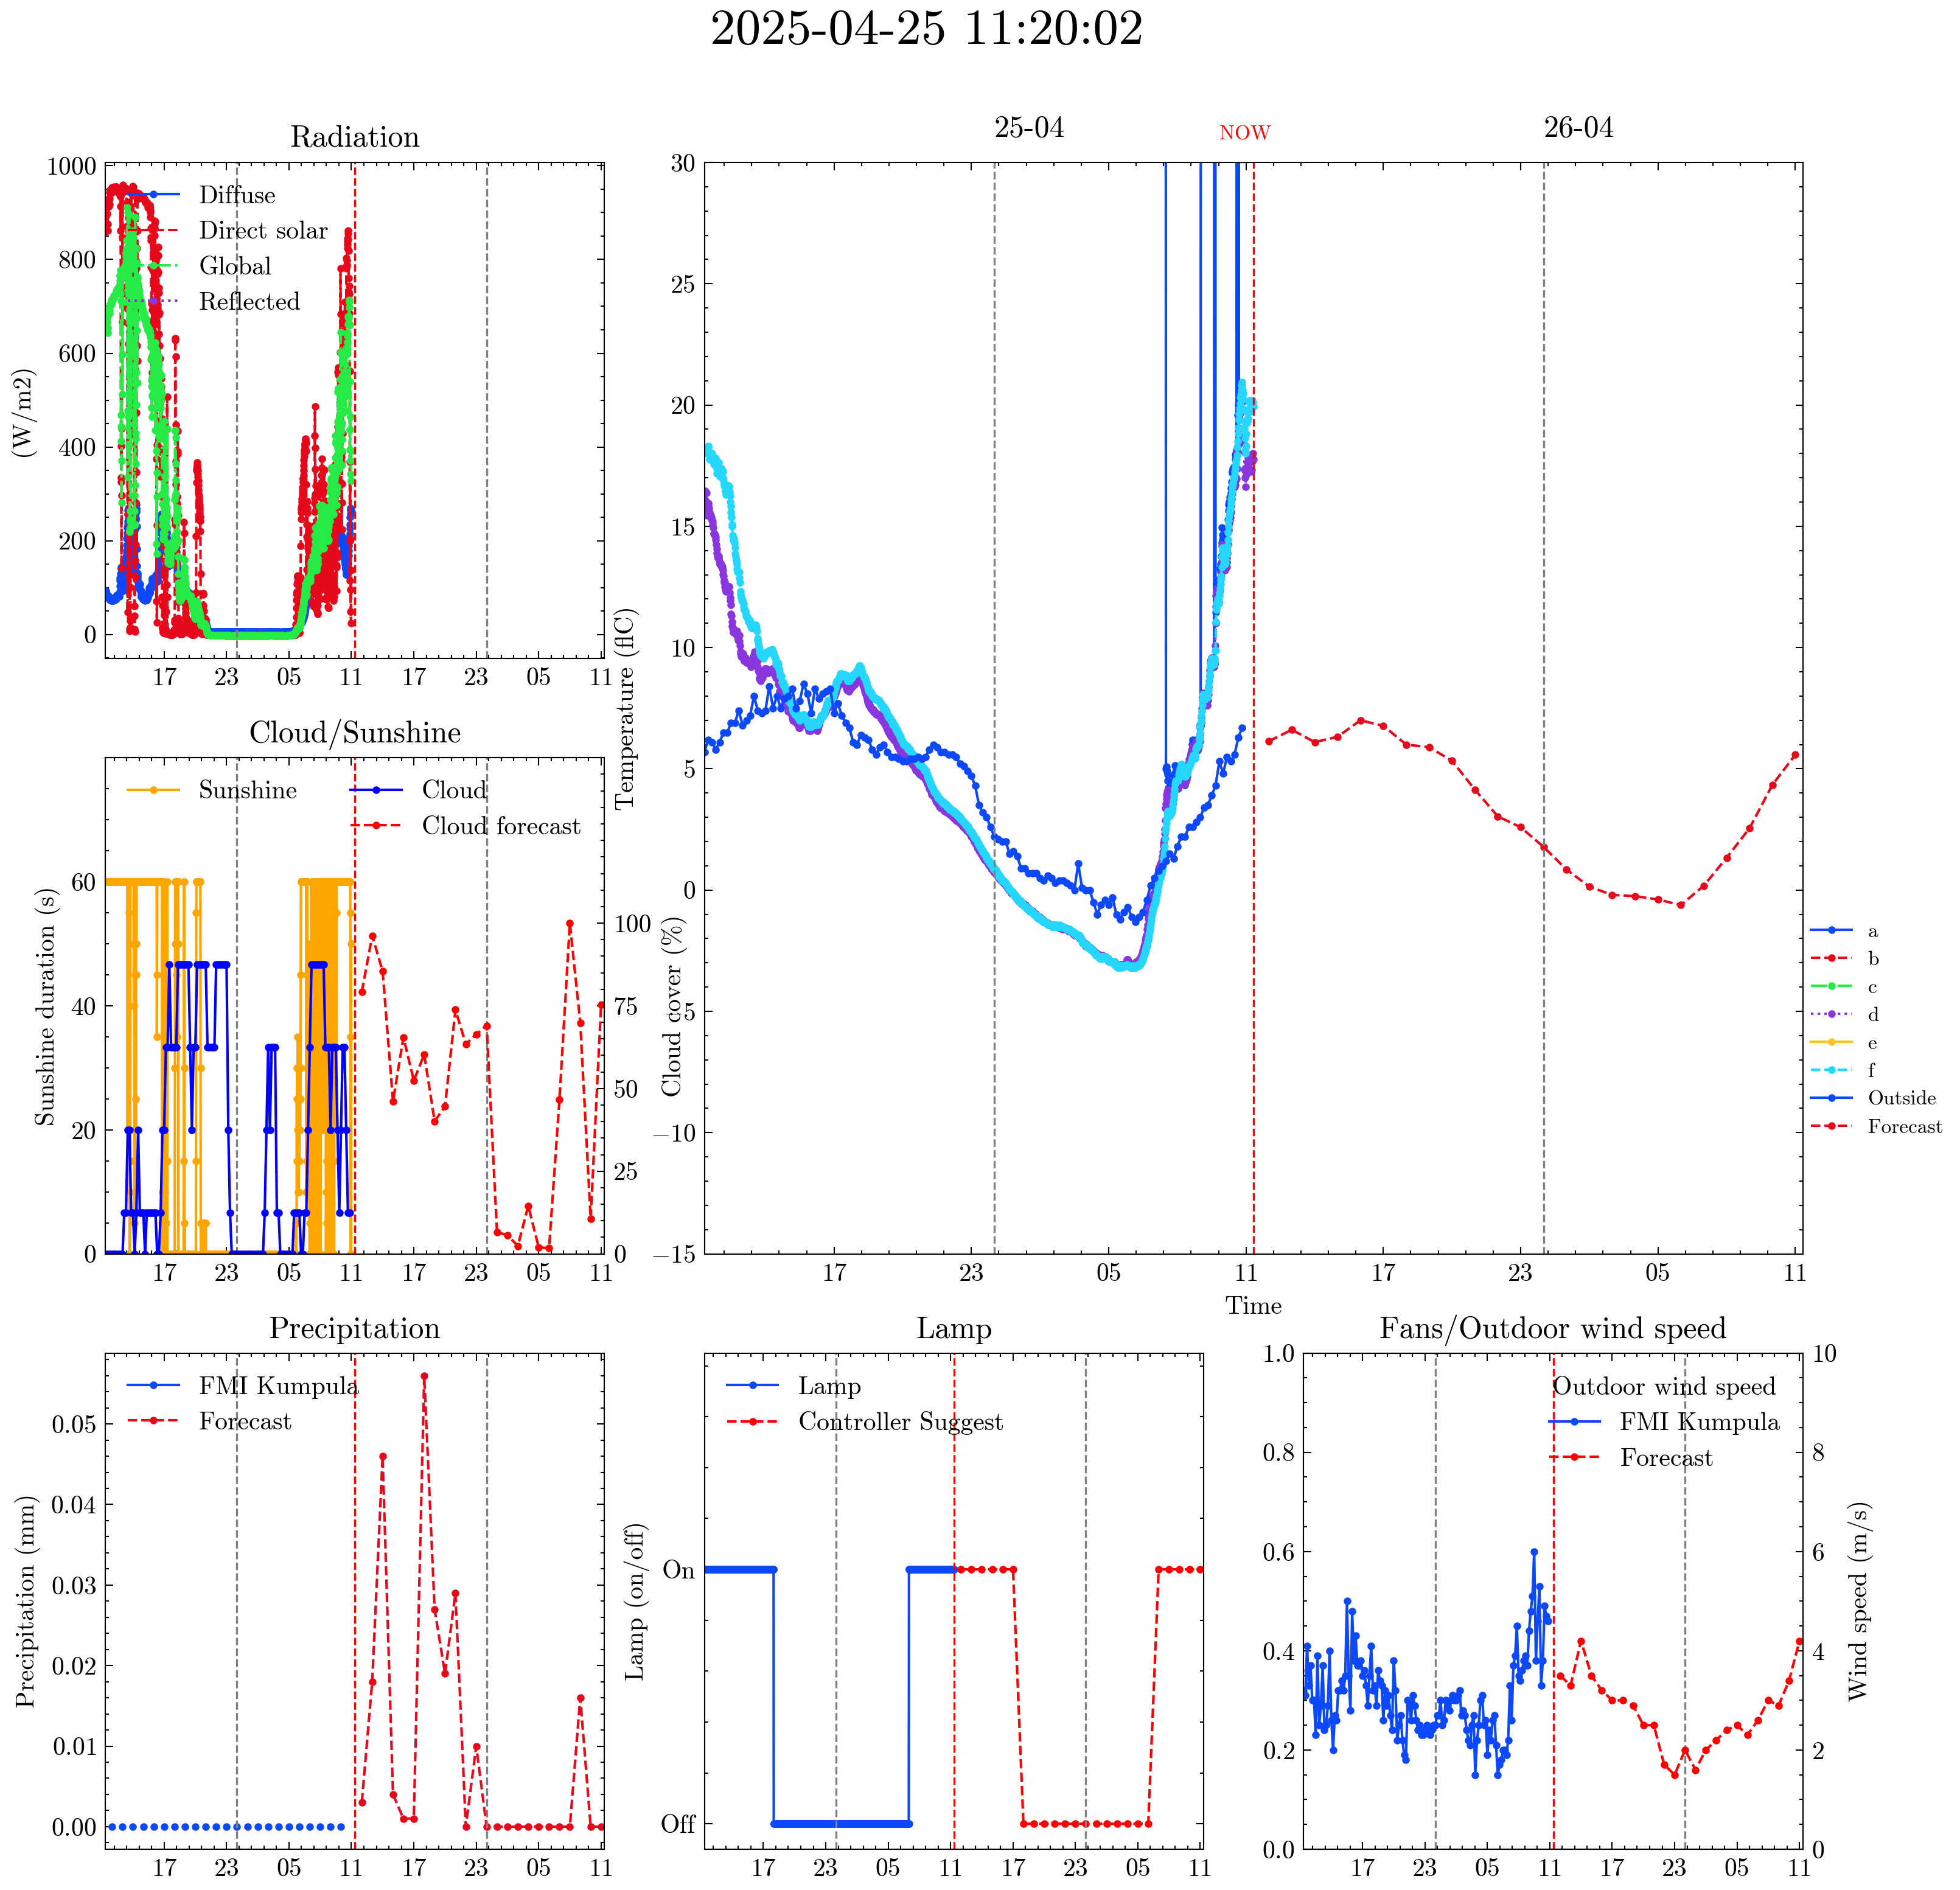 2025-04-25 11:20:02
Radiation
(W/m2)
1000
800
600
400
200
0
Diffuse
Direct solar
Global
Reflected
17 23 05 11 17 23 05 11
25-04
NOW
26-04
Temperature (flC)
30
25
20
15
10
5
0
−5
−10
−15
17 23 05 11 17 23 05 11
Time
a
b
c
d
e
f
Outside
Forecast
Cloud/Sunshine
Sunshine duration (s)
60
40
20
0
Sunshine
Cloud
Cloud forecast
100
75
50
25
0
Cloud cover (%)
17 23 05 11 17 23 05 11
Precipitation
Precipitation (mm)
0.05
0.04
0.03
0.02
0.01
0.00
FMI Kumpula
Forecast
17 23 05 11 17 23 05 11
Lamp
Lamp (on/off)
On
Off
Lamp
Controller Suggest
17 23 05 11 17 23 05 11
Fans/Outdoor wind speed
1.0
0.8
0.6
0.4
0.2
0.0
Outdoor wind speed
FMI Kumpula
Forecast
10
8
6
4
2
0
Wind speed (m/s)
17 23 05 11 17 23 05 11